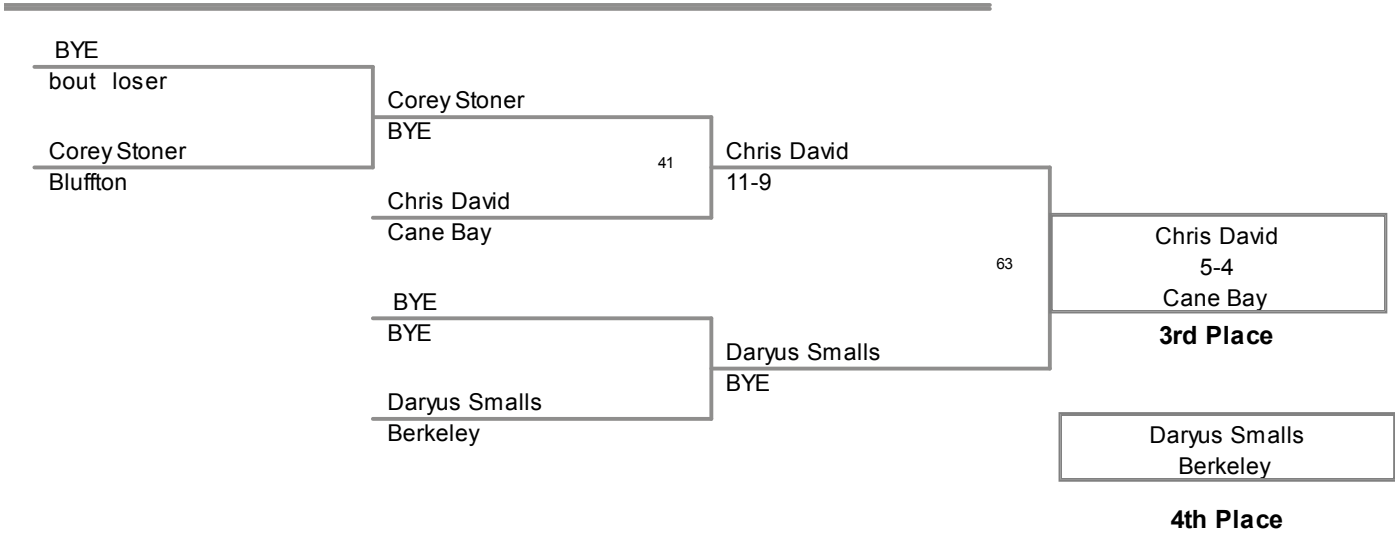 BYE
bout loser
Corey Stoner
Bluffton
Corey Stoner
BYE
41
Chris David
Cane Bay
BYE
BYE
Daryus Smalls
Berkeley
Chris David
11-9
63
Daryus Smalls
BYE
Chris David
5-4
Cane Bay
3rd Place
Daryus Smalls
Berkeley
4th Place